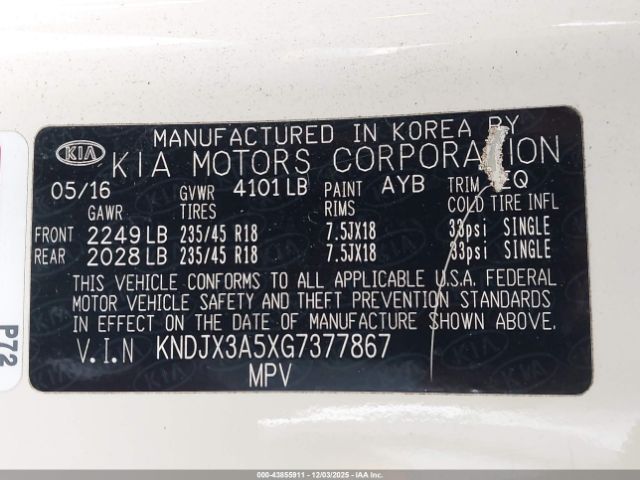 MANUFACTURED IN KOREA BY
KIA KIA MOTORS CORPORATION
05/16 GVWR 4101 LB PAINT AYB TRIM
GAWR TIRES RIMS COLD TIRE INFL
FRONT 2249 LB 235/45 R18 7.5JX18 33psi SINGLE
REAR 2028 LB 235/45 R18 7.5JX18 33psi SINGLE
THIS VEHICLE CONFORMS TO ALL APPLICABLE U.S.A. FEDERAL
MOTOR VEHICLE SAFETY AND THEFT PREVENTION STANDARDS
IN EFFECT ON THE DATE OF MANUFACTURE SHOWN ABOVE.
V.I.N KNDJX3A5XG7377867
MPV
P72
000-43855911 - 12/03/2025 - IAAI.com